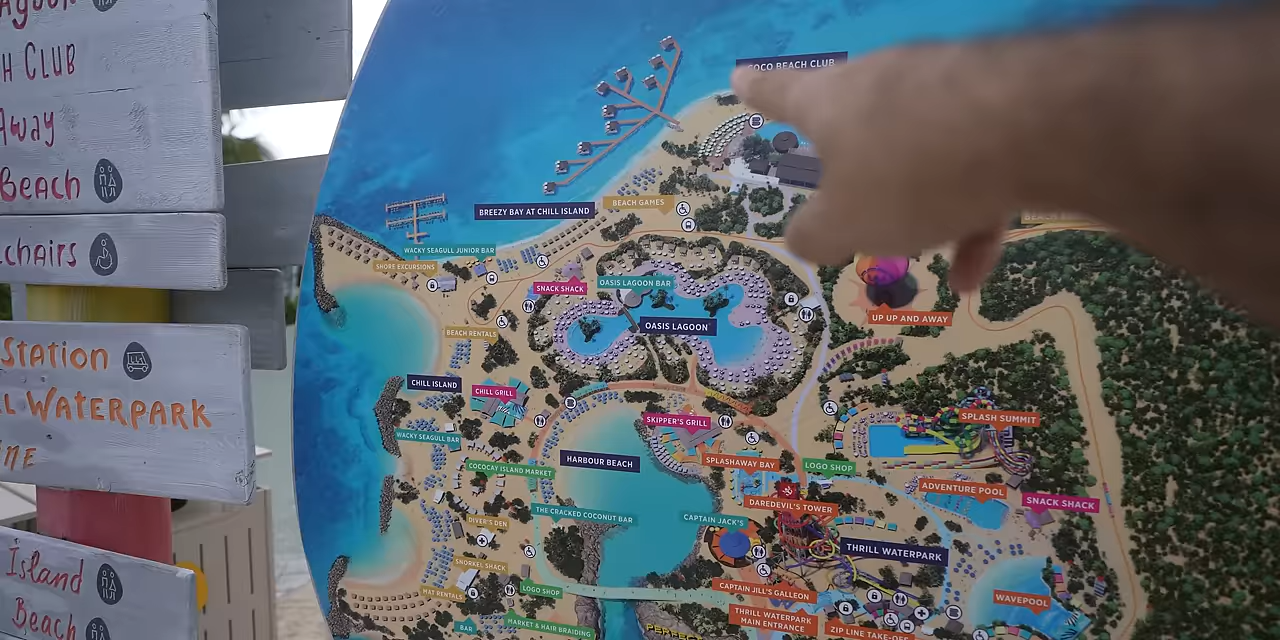 H CLUB
Away
Beach
chairs
Station
WATERPARK
Island
Beach
COCO BEACH CLUB
BREEZY BAY AT CHILL ISLAND
BEACH GAMES
WACKY SEAGULL JUNIOR BAR
SHORE EXCURSIONS
SNACK SHACK
OASIS LAGOON BAR
OASIS LAGOON
UP UP AND AWAY
BEACH RENTALS
CHILL ISLAND
CHILL GRILL
SKIPPER'S GRILL
SPLASH SUMMIT
WACKY SEAGULL BAR
HARBOUR BEACH
SPLASHAWAY BAY
LOGO SHOP
COCOCAY ISLAND MARKET
ADVENTURE POOL
SNACK SHACK
THE CRACKED COCONUT BAR
CAPTAIN JACK'S
DAREDEVIL'S TOWER
DIVER'S DEN
THRILL WATERPARK
SNORKEL SHACK
MAT RENTALS
LOGO SHOP
CAPTAIN JILL'S GALLEON
WAVEPOOL
BAR
MARKET & HAIR BRAIDING
PERFEC
THRILL WATERPARK
MAIN ENTRANCE
ZIP LINE TAKE-OFF